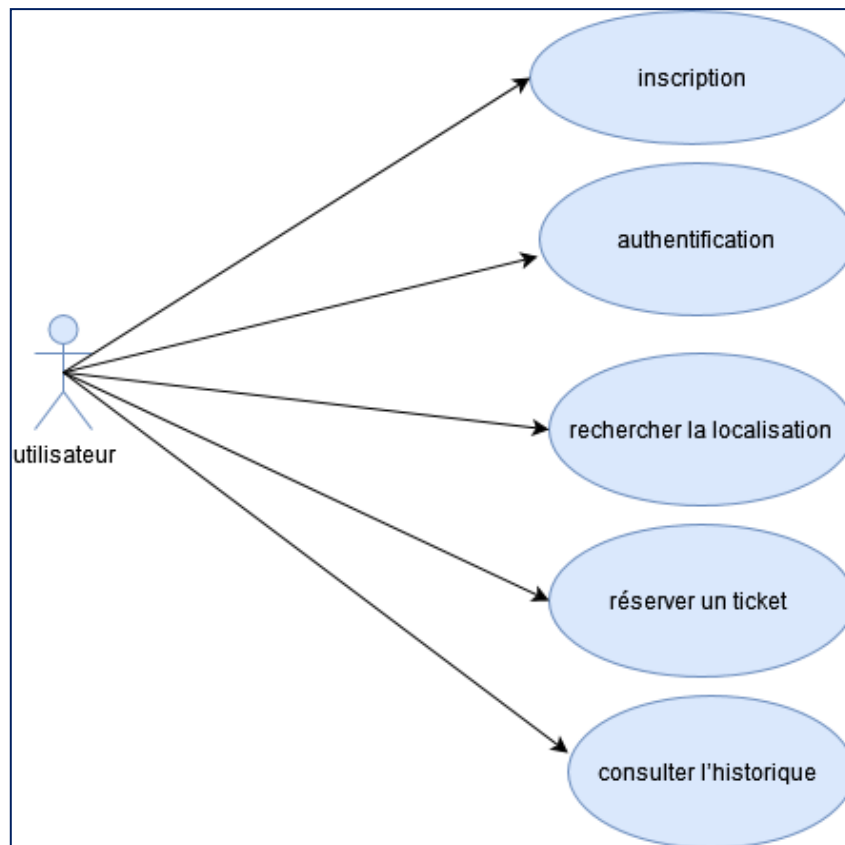 inscription
authentification
utilisateur
rechercher la localisation
réserver un ticket
consulter l'historique